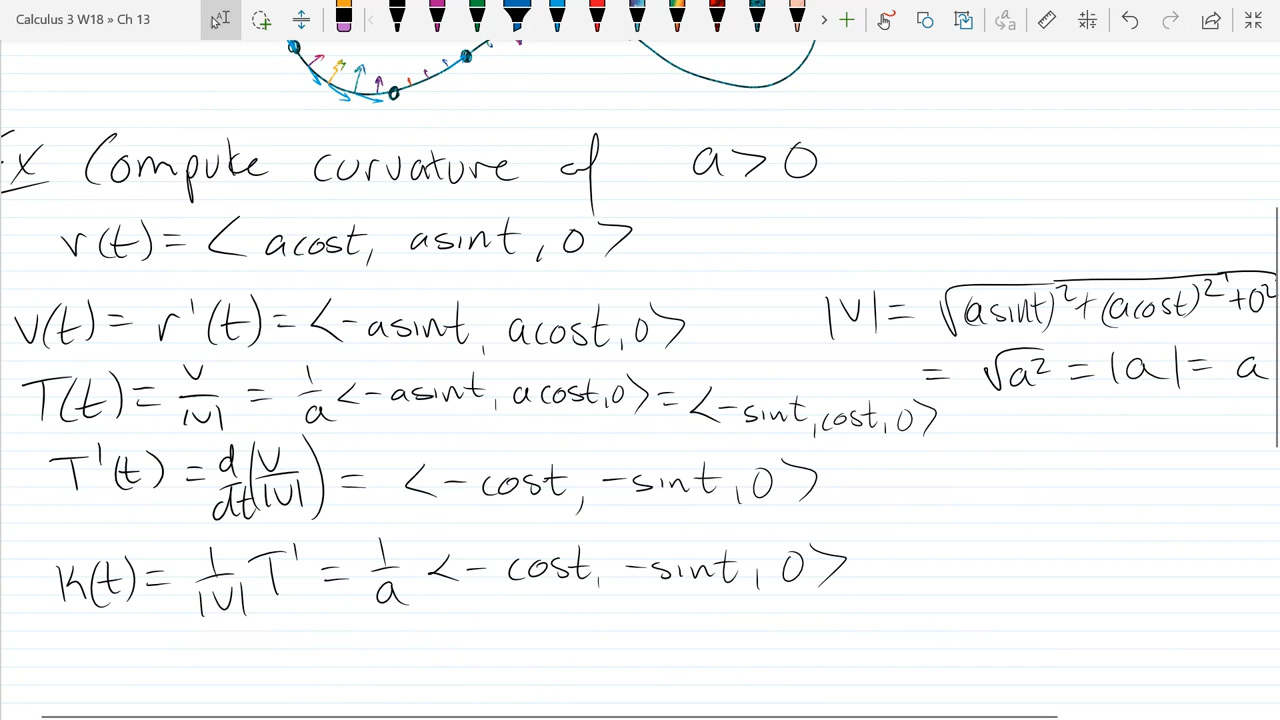 Calculus 3 W18 » Ch 13
Ex Compute curvature of a > 0
r(t) = < acost, asint, 0 >
v(t) = r'(t) = < -asint, acost, 0 >
|V| = √(asint)² + (acost)² + 0²
= √a² = |a| = a
T(t) = V/|V| = 1/a < -asint, acost, 0 > = < -sint, cost, 0 >
T'(t) = d/dt (V/|V|) = < -cost, -sint, 0 >
K(t) = 1/|V| T' = 1/a < -cost, -sint, 0 >